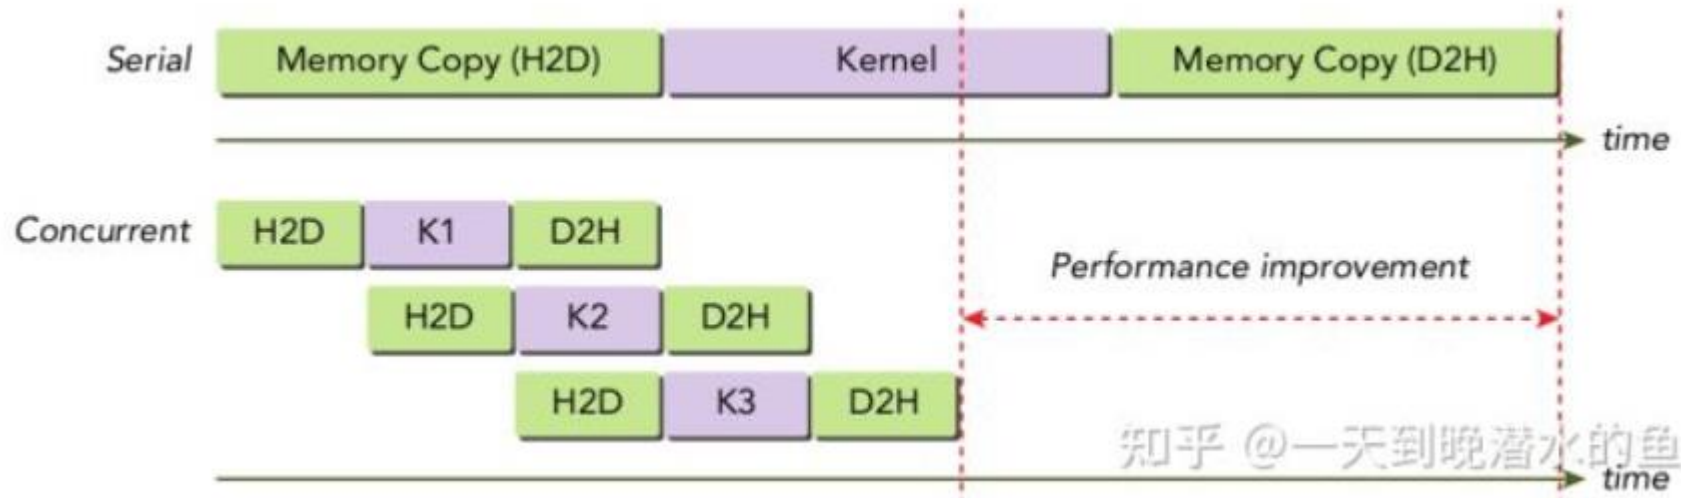 Serial Memory Copy (H2D) Kernel Memory Copy (D2H)
time
Concurrent H2D K1 D2H
Performance improvement
H2D K2 D2H
H2D K3 D2H
知乎 @一天到晚潜水的鱼
time